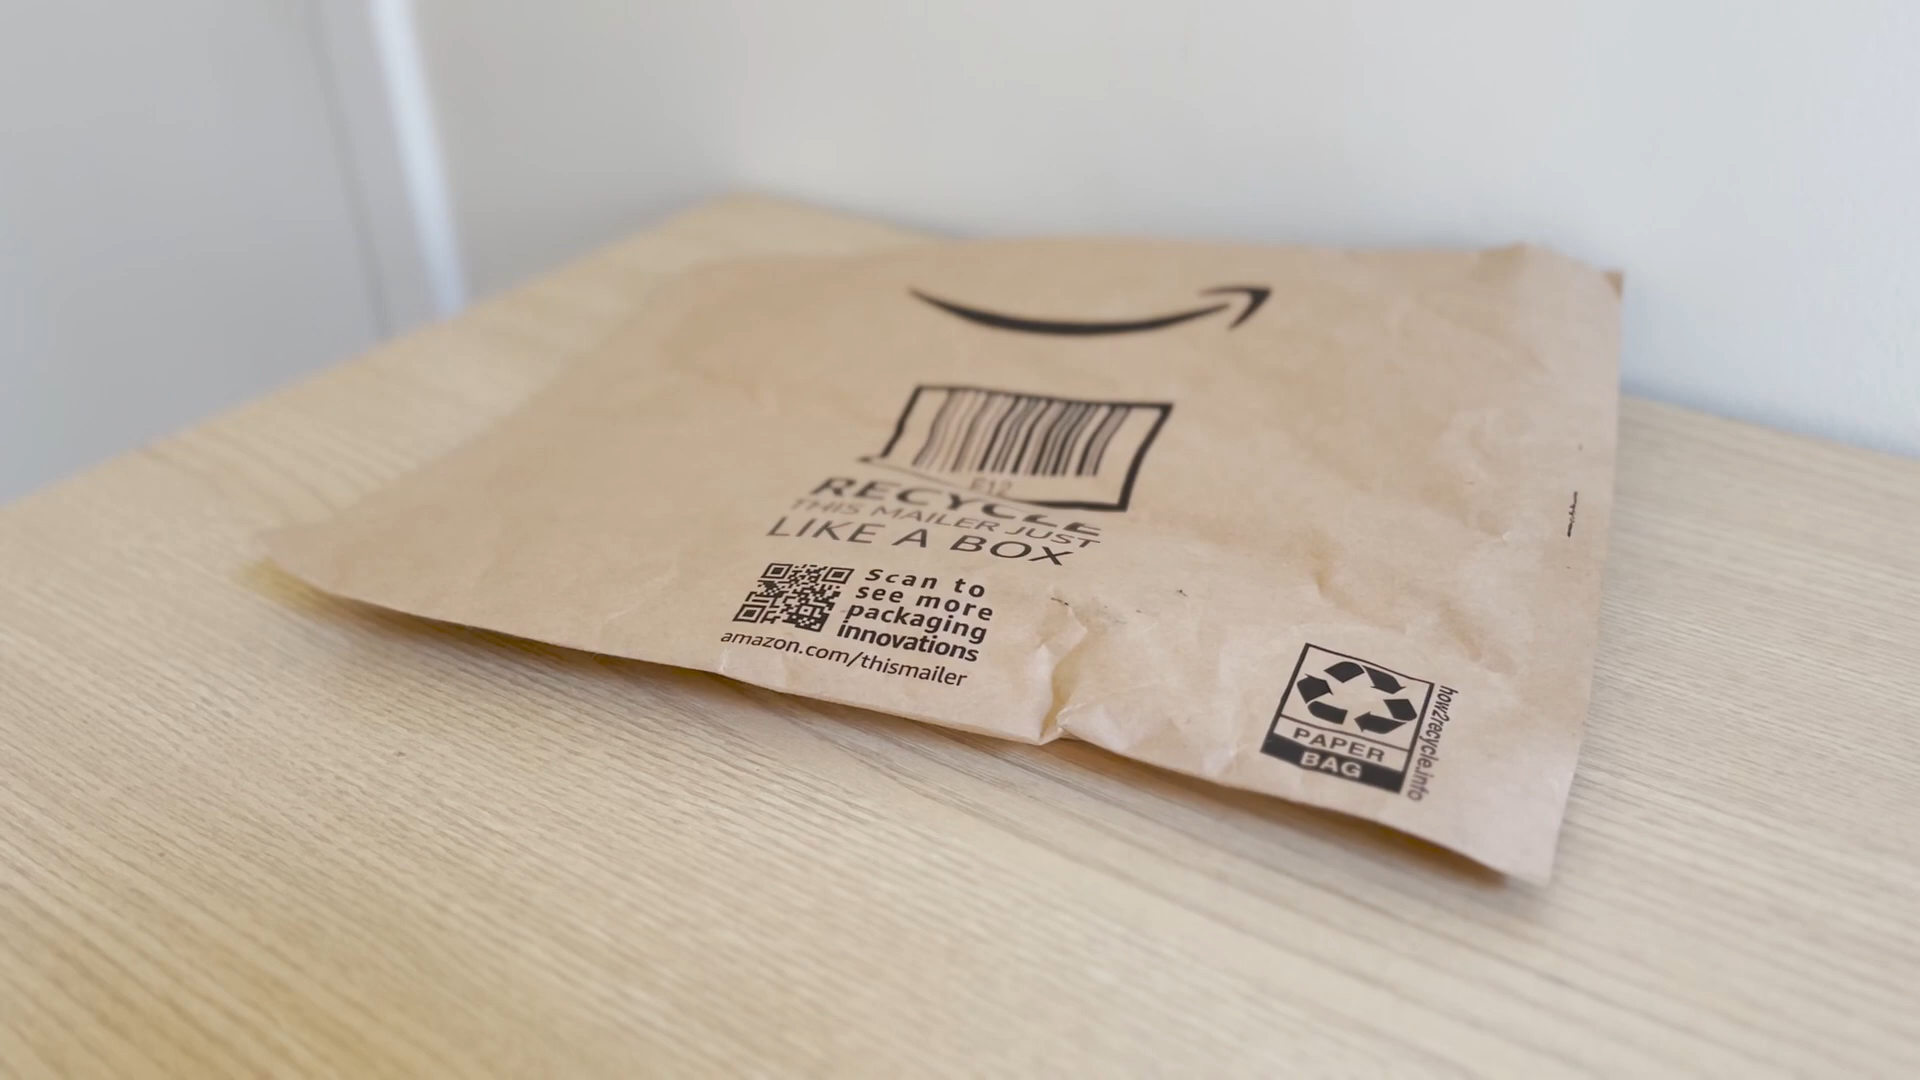 E12
RECYCLE
THIS MAILER JUST
LIKE A BOX
Scan to
see more
packaging
innovations
amazon.com/thismailer
PAPER
BAG
how2recycle.info